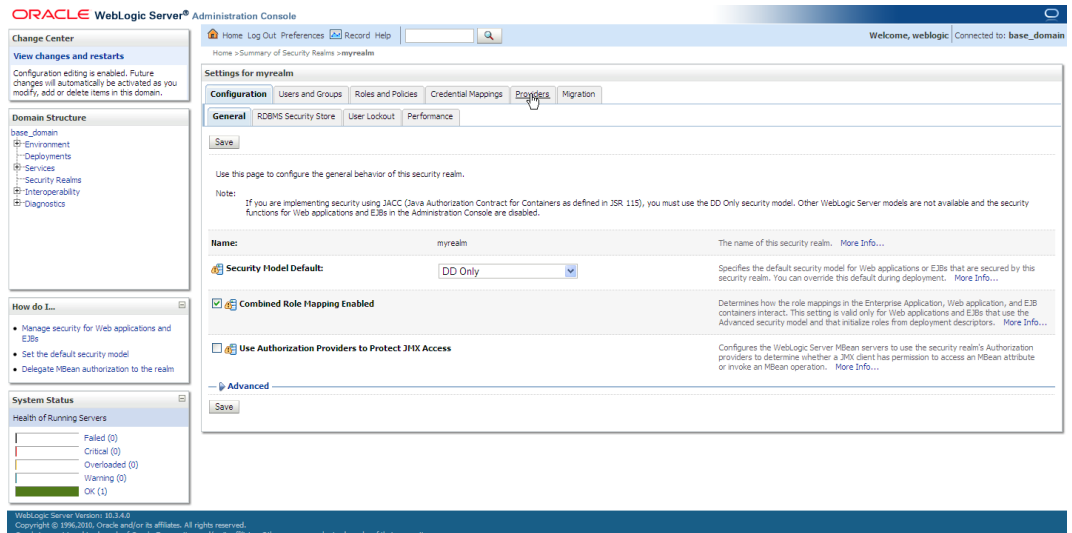 ORACLE WebLogic Server® Administration Console
Change Center
View changes and restarts
Configuration editing is enabled. Future
changes will automatically be activated as you
modify, add or delete items in this domain.
Domain Structure
base_domain
Environment
Deployments
Services
Security Realms
Interoperability
Diagnostics
How do I...
Manage security for Web applications and
EJBs
Set the default security model
Delegate MBean authorization to the realm
System Status
Health of Running Servers
Failed (0)
Critical (0)
Overloaded (0)
Warning (0)
OK (1)
Home Log Out Preferences Record Help
Welcome, weblogic Connected to: base_domain
Home >Summary of Security Realms >myrealm
Settings for myrealm
Configuration Users and Groups Roles and Policies Credential Mappings Providers Migration
General RDBMS Security Store User Lockout Performance
Save
Use this page to configure the general behavior of this security realm.
Note:
If you are implementing security using JACC (Java Authorization Contract for Containers as defined in JSR 115), you must use the DD Only security model. Other WebLogic Server models are not available and the security
functions for Web applications and EJBs in the Administration Console are disabled.
Name: myrealm The name of this security realm. More Info...
Security Model Default: DD Only Specifies the default security model for Web applications or EJBs that are secured by this
security realm. You can override this default during deployment. More Info...
Combined Role Mapping Enabled Determines how the role mappings in the Enterprise Application, Web application, and EJB
containers interact. This setting is valid only for Web applications and EJBs that use the
Advanced security model and that initialize roles from deployment descriptors. More Info...
Use Authorization Providers to Protect JMX Access Configures the WebLogic Server MBean servers to use the security realm's Authorization
providers to determine whether a JMX client has permission to access an MBean attribute
or invoke an MBean operation. More Info...
Advanced
Save
WebLogic Server Version: 10.3.4.0
Copyright © 1996,2010, Oracle and/or its affiliates. All rights reserved.